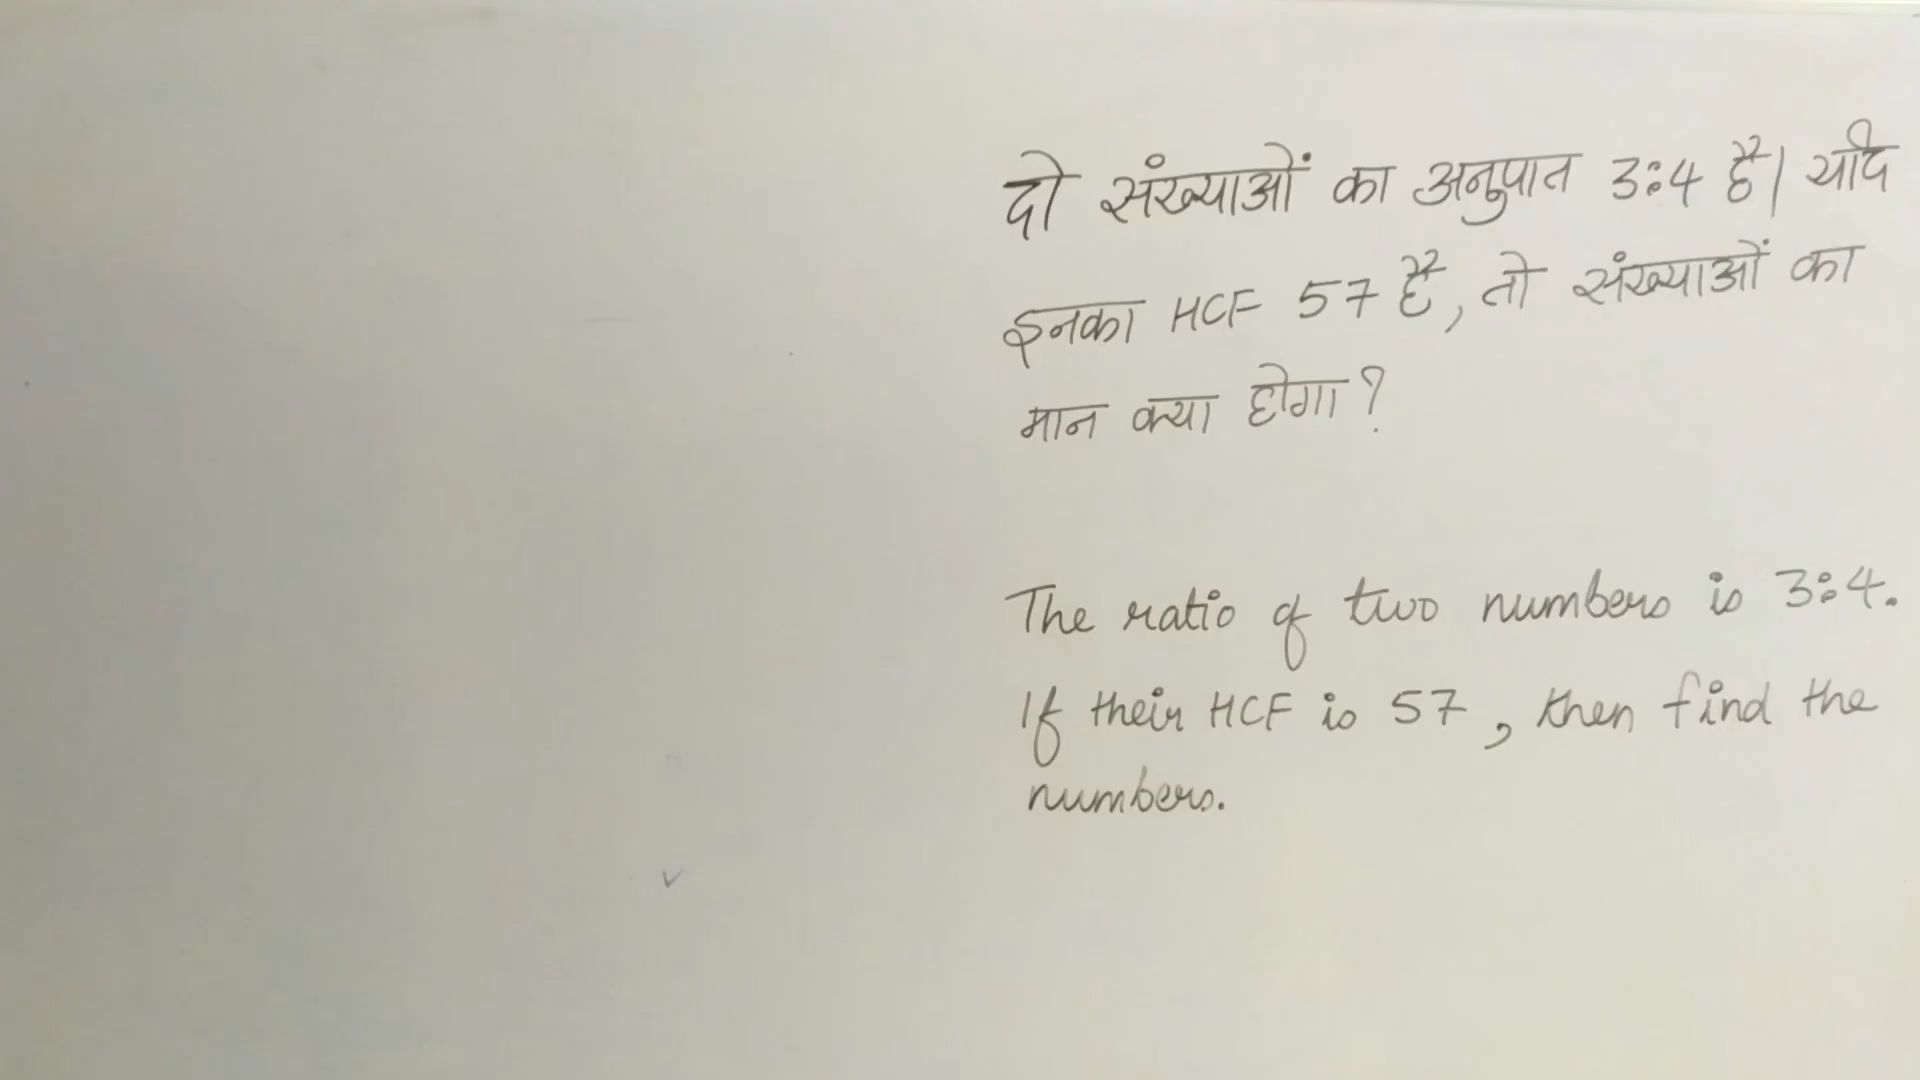 दो संख्याओं का अनुपात 3:4 है| यदि
इनका HCF 57 है, तो संख्याओं का
मान क्या होगा?
The ratio of two numbers is 3:4.
If their HCF is 57, then find the
numbers.